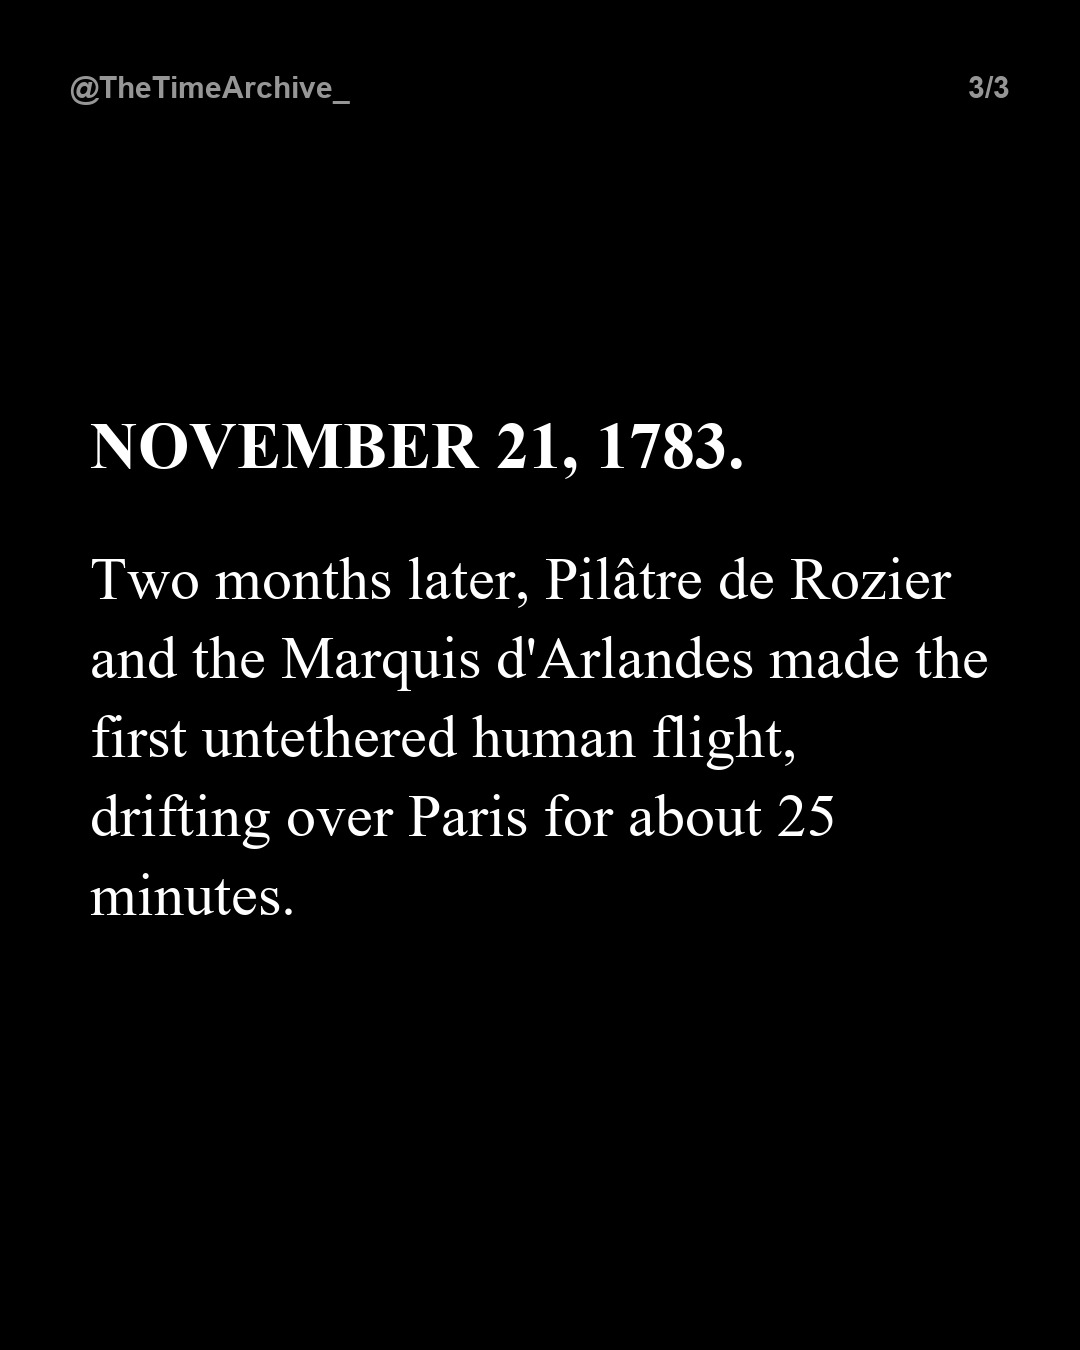 @TheTimeArchive_
3/3
NOVEMBER 21, 1783.
Two months later, Pilâtre de Rozier
and the Marquis d'Arlandes made the
first untethered human flight,
drifting over Paris for about 25
minutes.